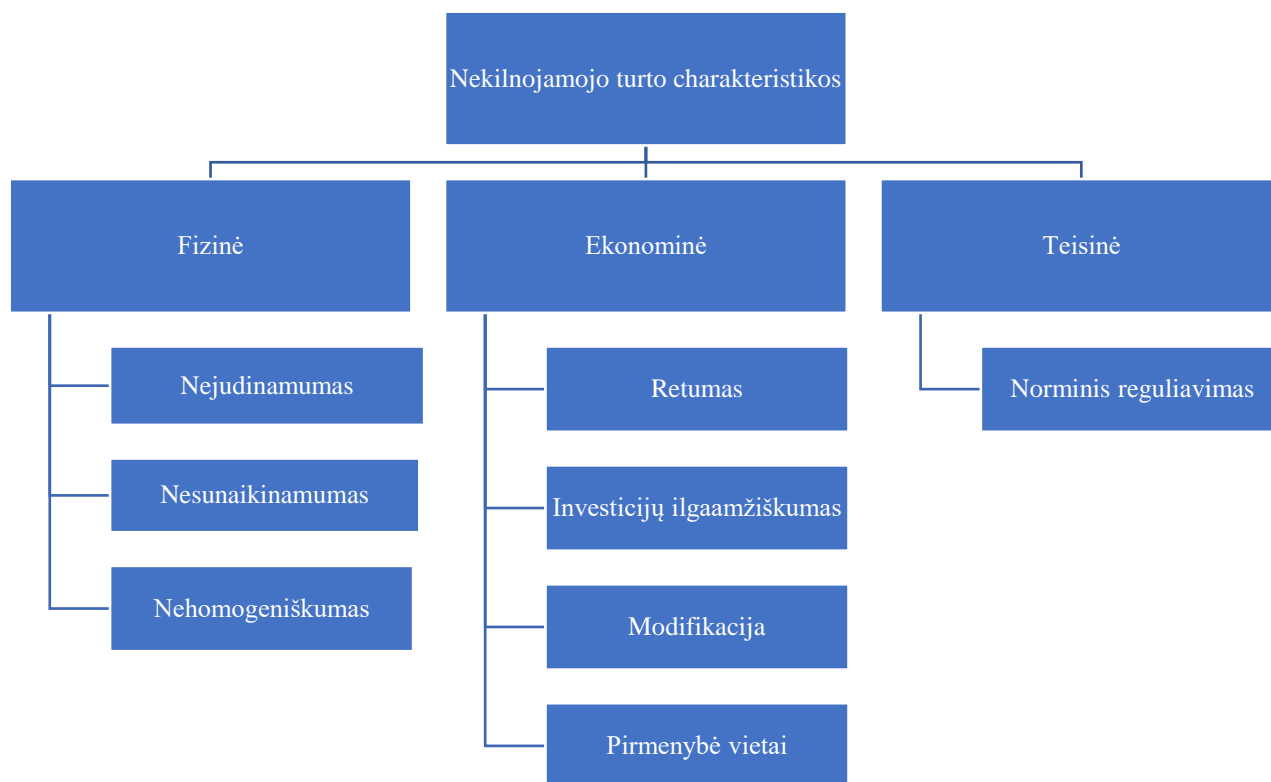 Nekilnojamojo turto charakteristikos
Fizinė
Ekonominė
Teisinė
Nejudinamumas
Nesunaikinamumas
Nehomogeniškumas
Retumas
Investicijų ilgaamžiškumas
Modifikacija
Pirmenybė vietai
Norminis reguliavimas